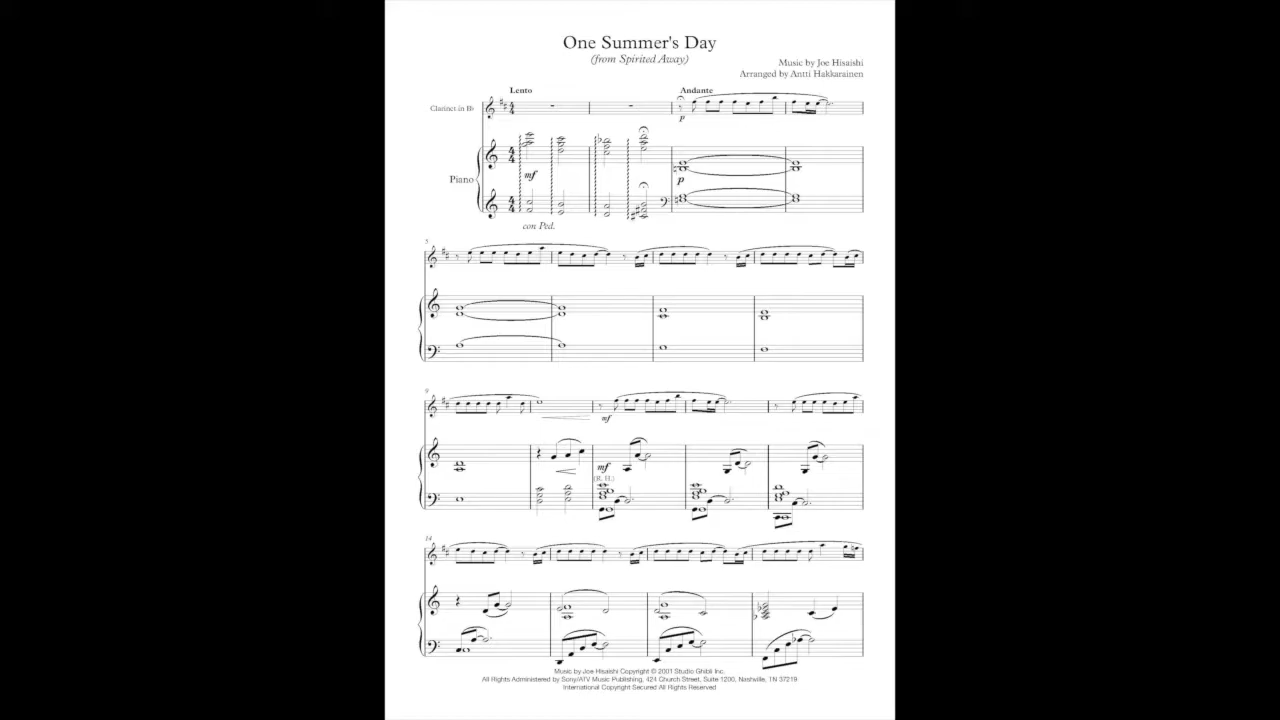 One Summer's Day
(from Spirited Away)
Music by Joe Hisaishi
Arranged by Antti Hakkarainen
Lento
Andante
Clarinet in B♭
p
Piano
mf
p
con Ped.
5
9
mf
mf
(R. H.)
14
Music by Joe Hisaishi Copyright © 2001 Studio Ghibli Inc.
All Rights Administered by Sony/ATV Music Publishing, 424 Church Street, Suite 1200, Nashville, TN 37219
International Copyright Secured All Rights Reserved